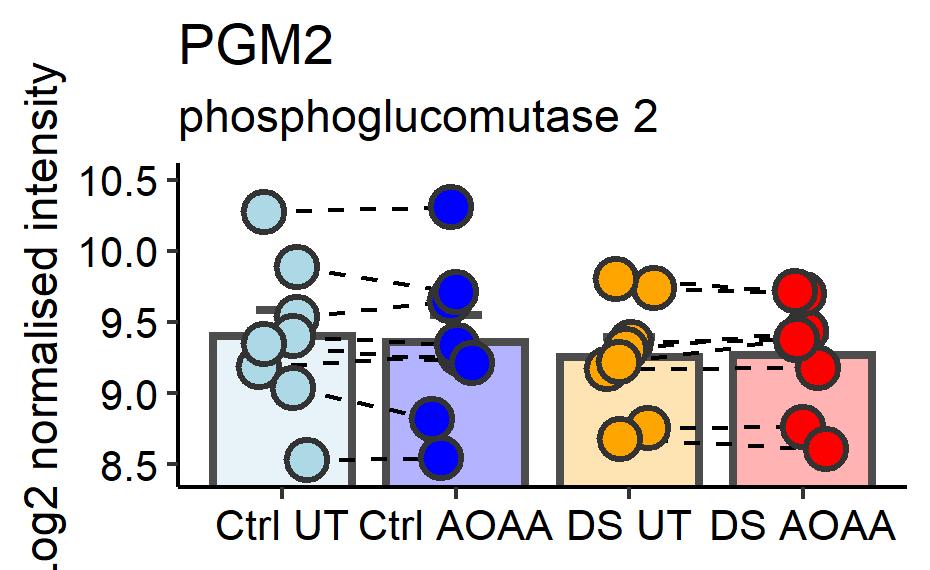 PGM2
phosphoglucomutase 2
Log2 normalised intensity
10.5
10.0
9.5
9.0
8.5
Ctrl UT Ctrl AOAA DS UT DS AOAA